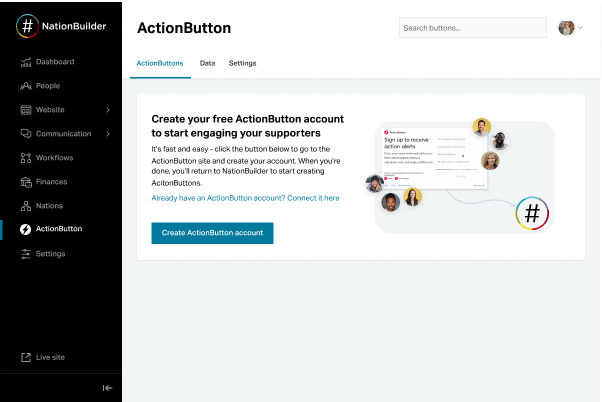 NationBuilder
Dashboard
People
Website
Communication
Workflows
Finances
Nations
ActionButton
Settings
Live site
ActionButton
Search buttons...
ActionButtons
Data
Settings
Create your free ActionButton account
to start engaging your supporters
It's fast and easy - click the button below to go to the
ActionButton site and create your account. When you're
done, you'll return to NationBuilder to start creating
AcitonButtons.
Already have an ActionButton account? Connect it here
Create ActionButton account
ActionButton
Sign up to receive
action alerts
#